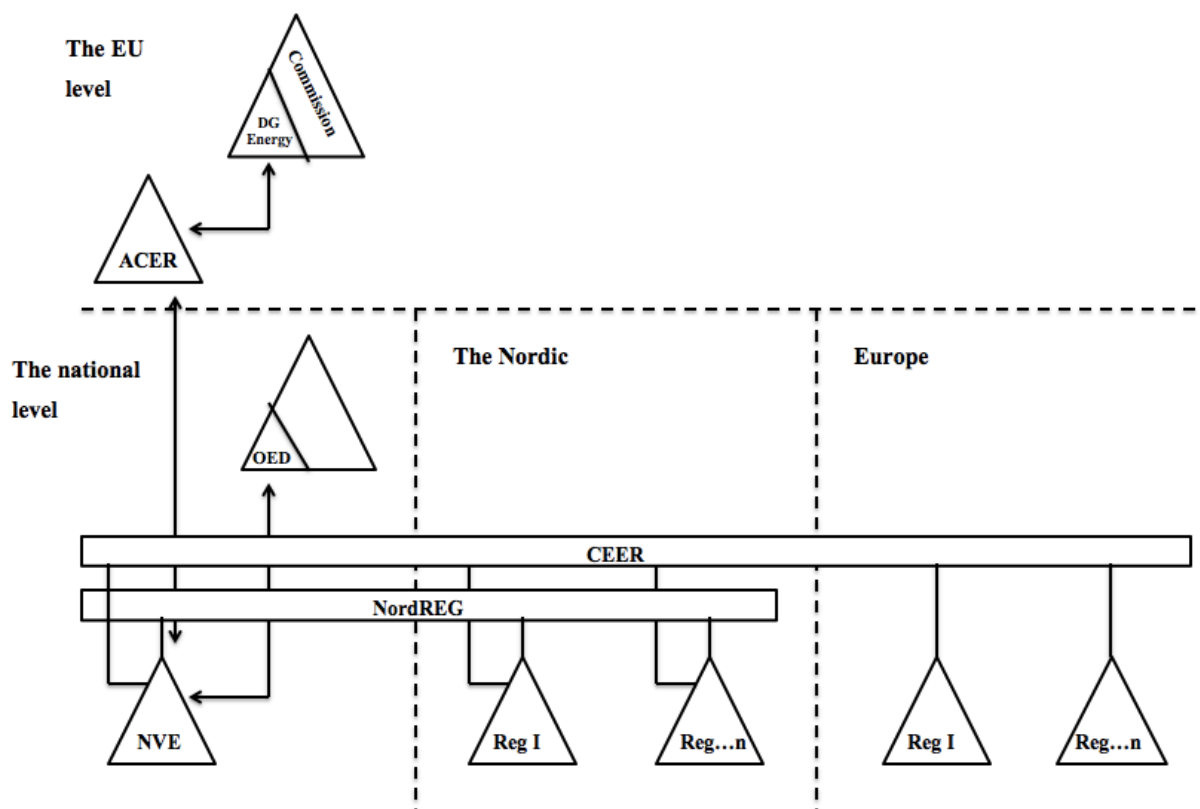 The EU
level
Commission
DG
Energy
ACER
The national
level
The Nordic
Europe
OED
CEER
NordREG
NVE
Reg I
Reg...n
Reg I
Reg...n